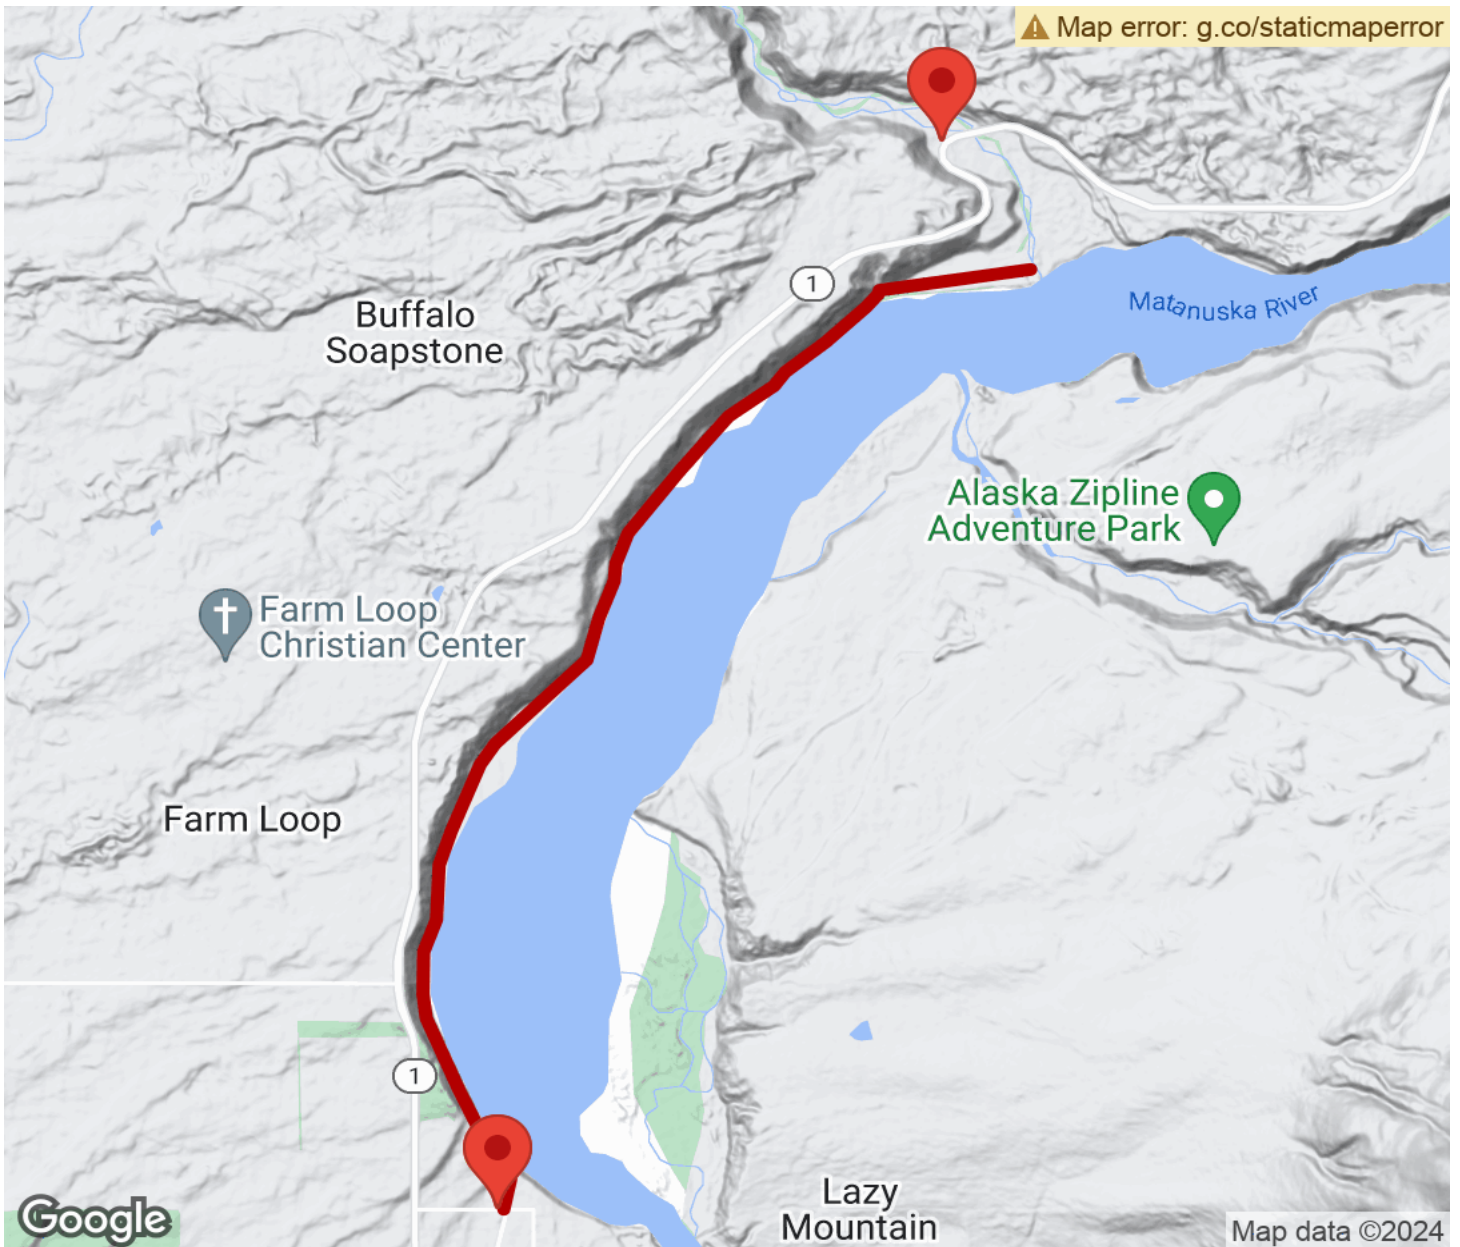 Map error: g.co/staticmaperror
1
Matanuska River
Buffalo
Soapstone
Alaska Zipline
Adventure Park
Farm Loop
Christian Center
Farm Loop
1
Lazy
Mountain
Google
Map data ©2024